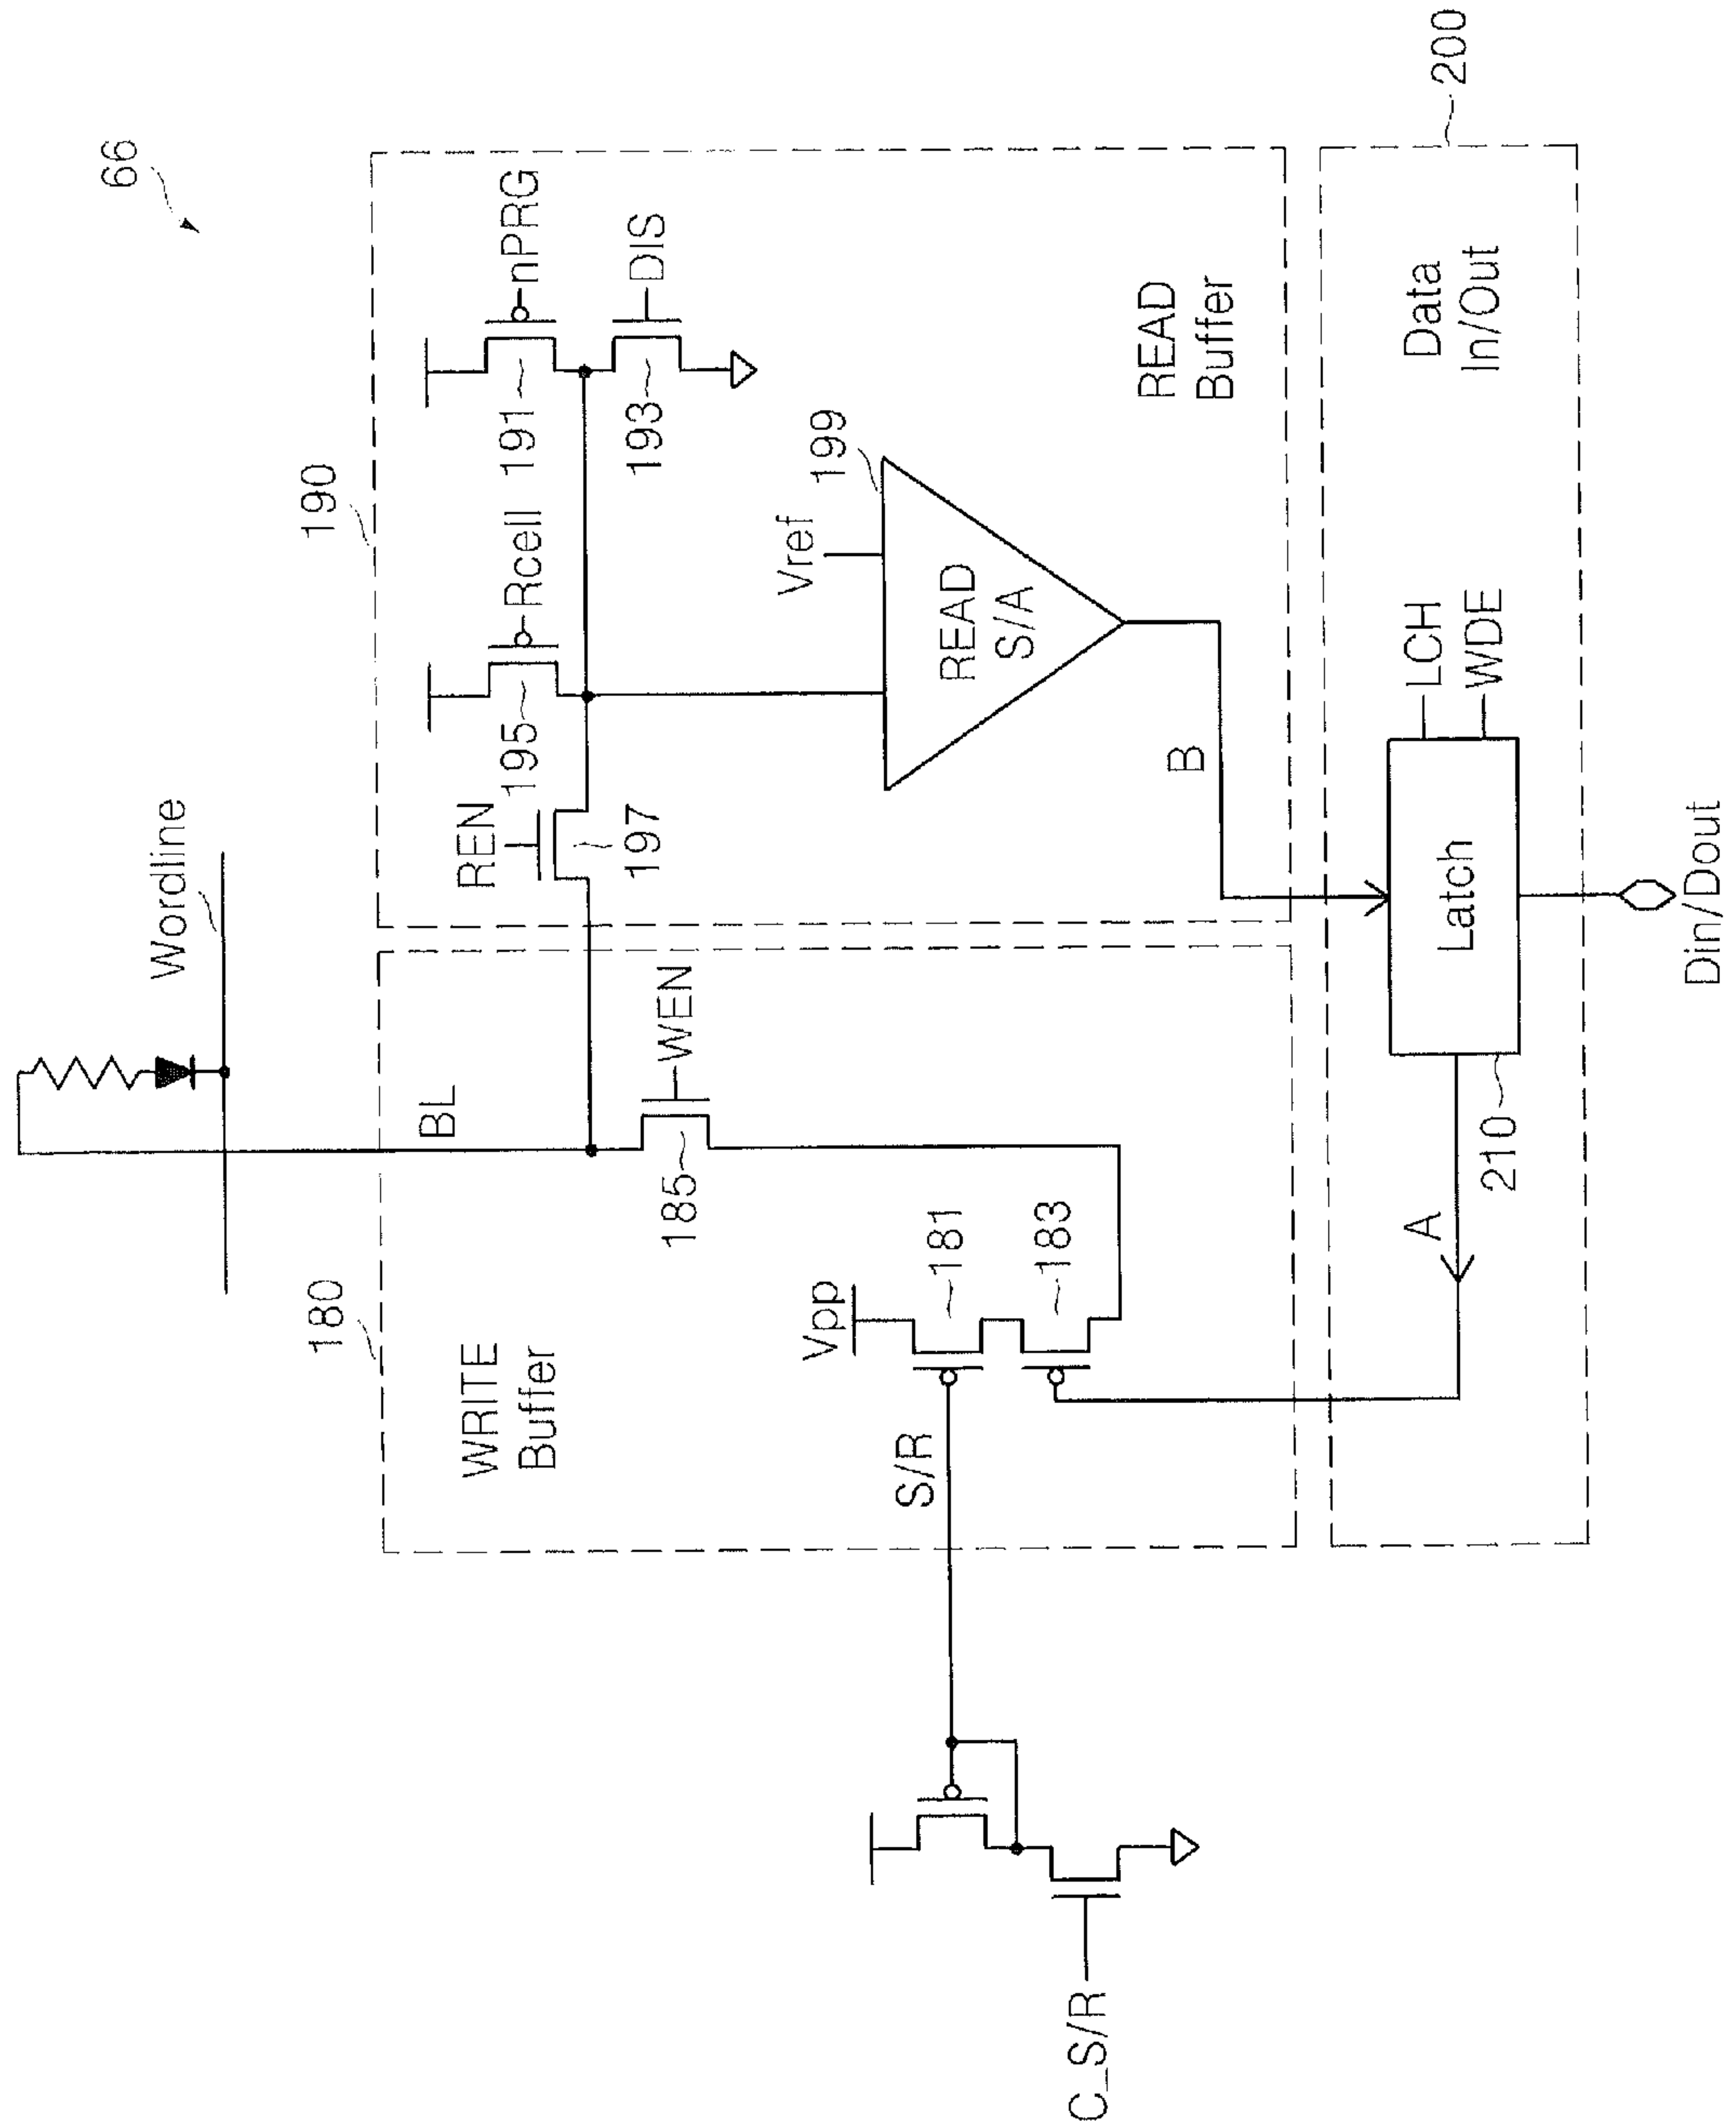 66
Wordline
BL
180
WRITE
Buffer
WEN
185
Vpp
181
183
S/R
C_S/R
190
REN
197
Rcell
195
nPRG
191
DIS
193
Vref
199
READ
S/A
READ
Buffer
B
A
200
Data
In/Out
LCH
WDE
Latch
210
Din/Dout